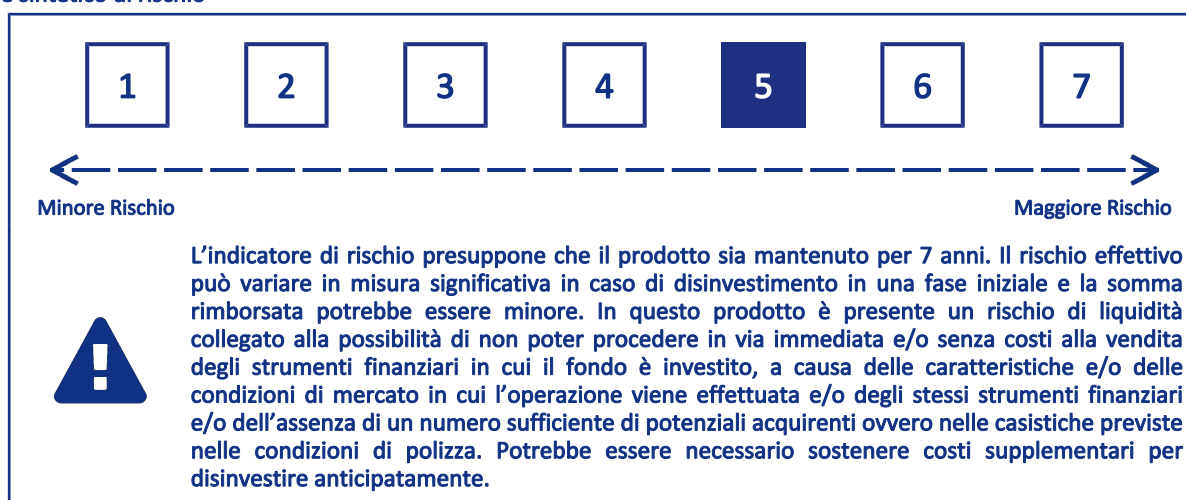 e sintetico di rischio
1 2 3 4 5 6 7
Minore Rischio Maggiore Rischio
L'indicatore di rischio presuppone che il prodotto sia mantenuto per 7 anni. Il rischio effettivo
può variare in misura significativa in caso di disinvestimento in una fase iniziale e la somma
rimborsata potrebbe essere minore. In questo prodotto è presente un rischio di liquidità
collegato alla possibilità di non poter procedere in via immediata e/o senza costi alla vendita
degli strumenti finanziari in cui il fondo è investito, a causa delle caratteristiche e/o delle
condizioni di mercato in cui l'operazione viene effettuata e/o degli stessi strumenti finanziari
e/o dell'assenza di un numero sufficiente di potenziali acquirenti ovvero nelle casistiche previste
nelle condizioni di polizza. Potrebbe essere necessario sostenere costi supplementari per
disinvestire anticipatamente.